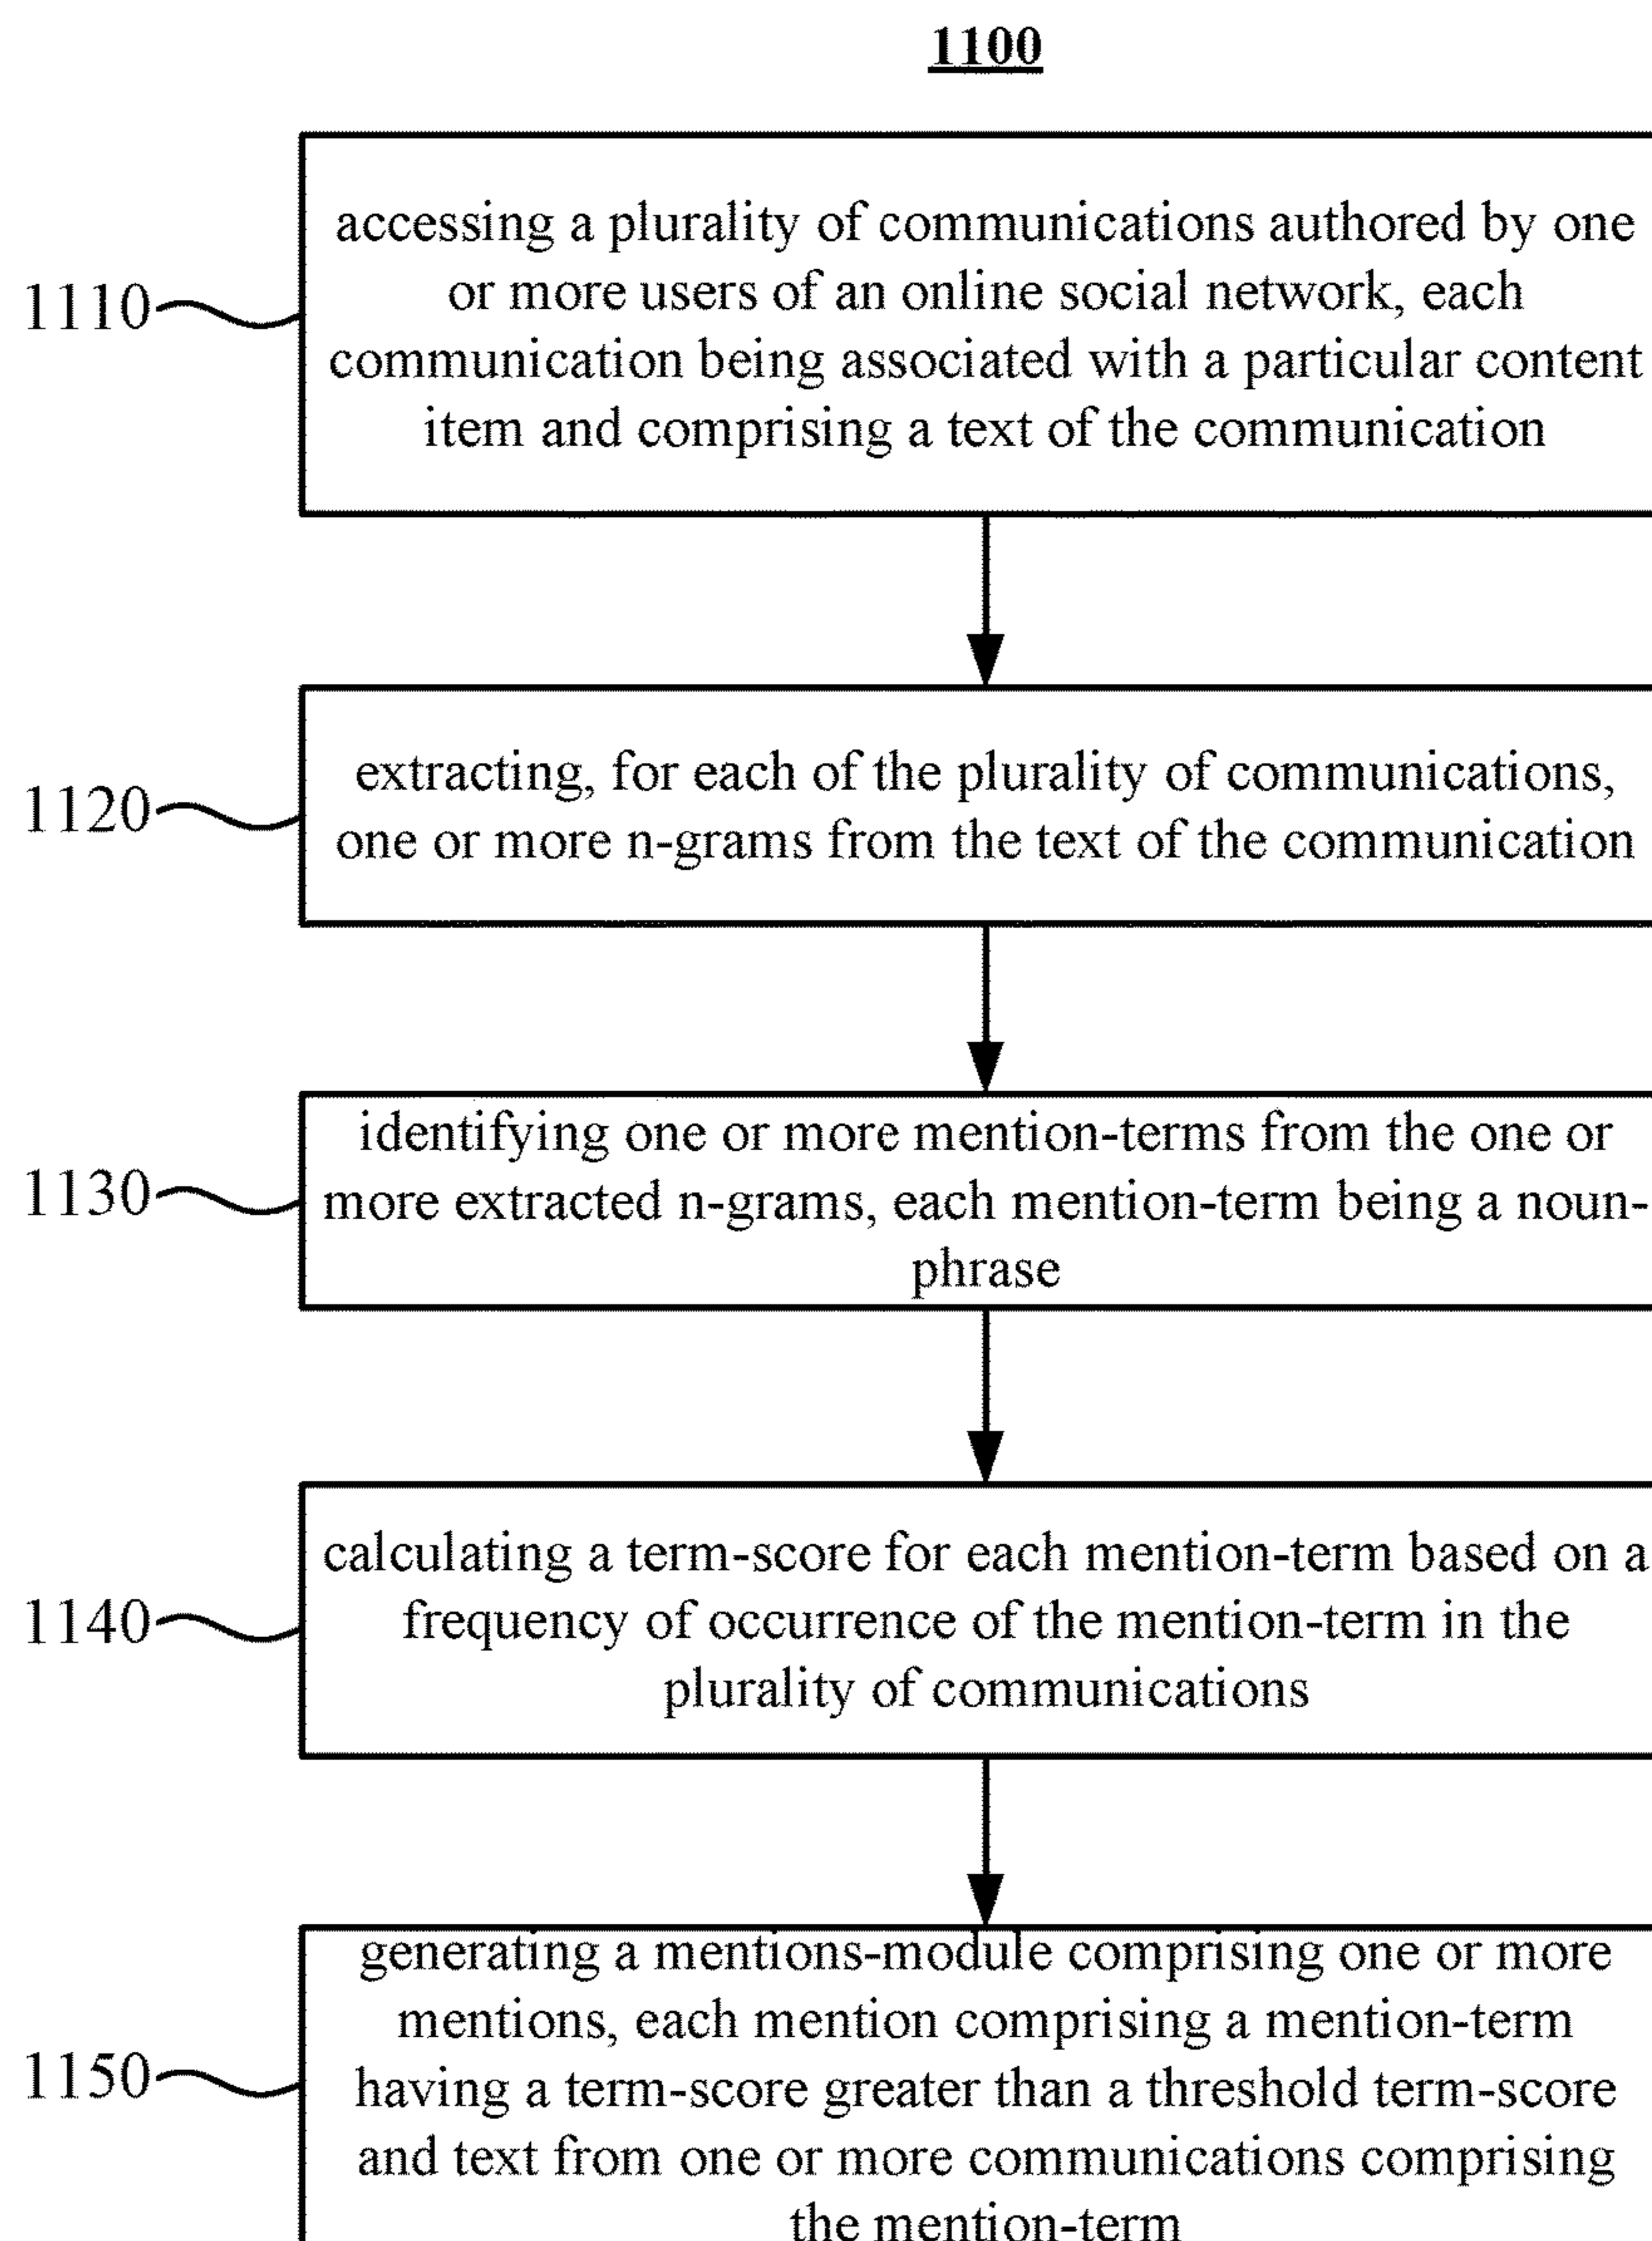 1100
1110
accessing a plurality of communications authored by one
or more users of an online social network, each
communication being associated with a particular content
item and comprising a text of the communication
1120
extracting, for each of the plurality of communications,
one or more n-grams from the text of the communication
1130
identifying one or more mention-terms from the one or
more extracted n-grams, each mention-term being a noun-
phrase
1140
calculating a term-score for each mention-term based on a
frequency of occurrence of the mention-term in the
plurality of communications
1150
generating a mentions-module comprising one or more
mentions, each mention comprising a mention-term
having a term-score greater than a threshold term-score
and text from one or more communications comprising
the mention-term